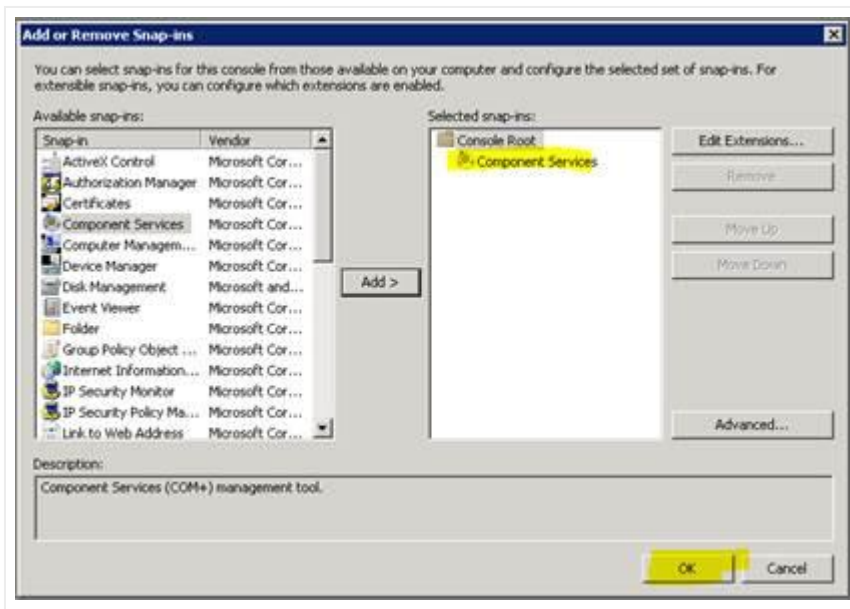 Add or Remove Snap-ins
You can select snap-ins for this console from those available on your computer and configure the selected set of snap-ins. For
extensible snap-ins, you can configure which extensions are enabled.
Available snap-ins:
Snap-in Vendor
ActiveX Control Microsoft Cor...
Authorization Manager Microsoft Cor...
Certificates Microsoft Cor...
Component Services Microsoft Cor...
Computer Managem... Microsoft Cor...
Device Manager Microsoft Cor...
Disk Management Microsoft and...
Event Viewer Microsoft Cor...
Folder Microsoft Cor...
Group Policy Object ... Microsoft Cor...
Internet Information... Microsoft Cor...
IP Security Monitor Microsoft Cor...
IP Security Policy Ma... Microsoft Cor...
Link to Web Address Microsoft Cor...
Add >
Selected snap-ins:
Console Root
Component Services
Edit Extensions...
Remove
Move Up
Move Down
Advanced...
Description:
Component Services (COM+) management tool.
OK Cancel